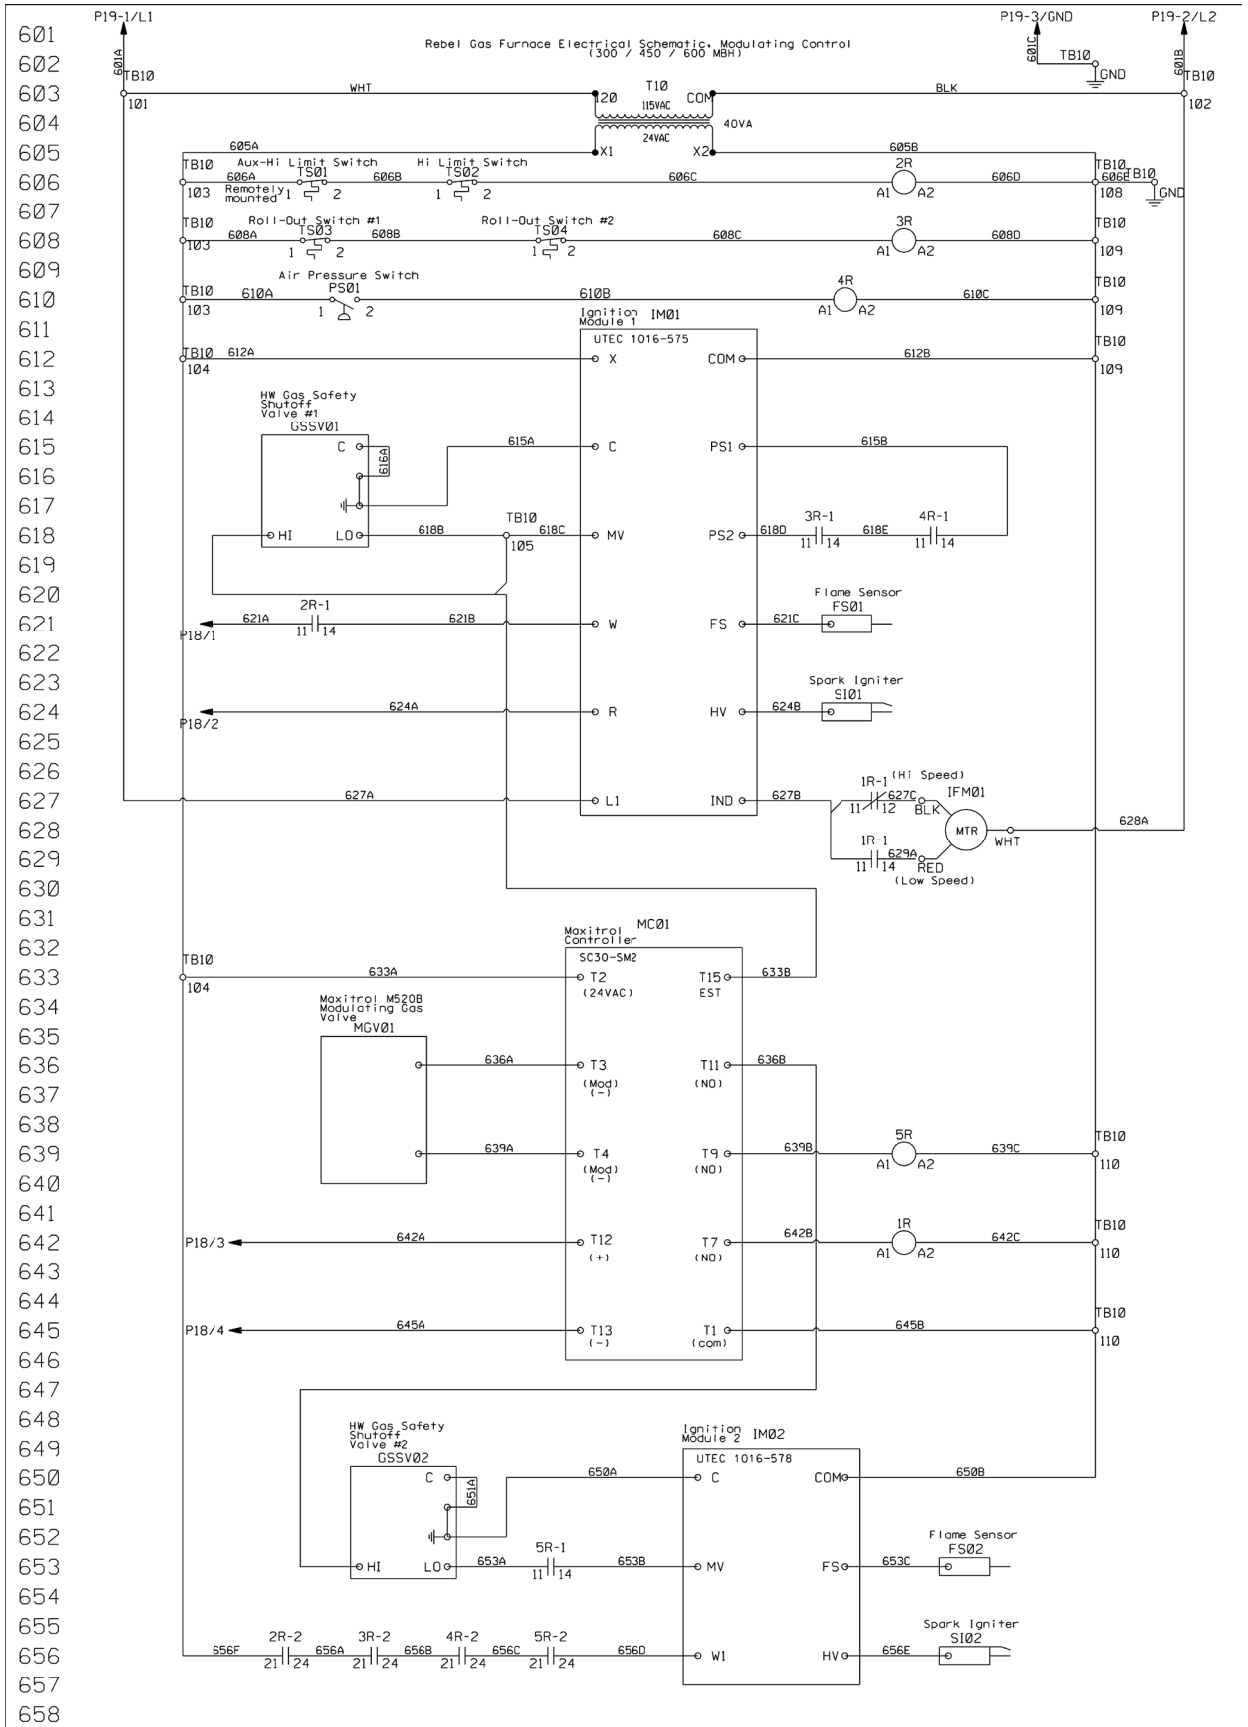 P19-1/L1 P19-3/GND P19-2/L2
601
Rebel Gas Furnace Electrical Schematic. Modulating Control
(300 / 450 / 600 MBH)
601A 601C 601B
602 TB10 GND
TB10 TB10
603 101 WHT T10 BLK 102
120 115VAC COM
604 24VAC 40VA
605 605A X1 X2 605B
TB10 Aux-Hi Limit Switch Hi Limit Switch 2R TB10 TB10
606 606A TS01 606B TS02 606C 606D 606E
103 Remotely mounted 1 2 1 2 A1 A2 108 GND
607
TB10 Roll-Out Switch #1 Roll-Out Switch #2 3R TB10
608 608A TS03 608B TS04 608C 608D
103 1 2 1 2 A1 A2 109
609
TB10 Air Pressure Switch 4R TB10
610 610A PS01 610B 610C
103 1 2 A1 A2 109
611
Ignition Module 1 IM01
UTEC 1016-575
TB10 TB10
612 612A X COM 612B
104 109
613
HW Gas Safety
Shutoff
614 Valve #1
GSSV01
615 C 615A C PS1 615B
616 616A
617
TB10 3R-1 4R-1
618 HI LO 618B 618C MV PS2 618D 618E
105 11 14 11 14
619
620 Flame Sensor
2R-1 FS01
621 621A 621B W FS 621C
P18/1 11 14
622
623 Spark Igniter
SI01
624 624A R HV 624B
P18/2
625
626
1R-1 (Hi Speed)
627 627A L1 IND 627B 627C IFM01
11 12 BLK
628 MTR WHT 628A
1R-1
629 629A
11 14 RED
(Low Speed)
630
631
Maxitrol Controller MC01
632
SC30-SM2
TB10
633 633A T2 T15 633B
104 (24VAC) EST
634 Maxitrol M520B
Modulating Gas
Valve
635 MGV01
636 636A T3 T11 636B
(Mod) (NO)
(-)
637
638
5R TB10
639 639A T4 T9 639B 639C
(Mod) (NO) A1 A2 110
(-)
640
641
1R TB10
642 P18/3 642A T12 T7 642B 642C
(+) (NO) A1 A2 110
643
644
TB10
645 P18/4 645A T13 T1 645B
(-) (com) 110
646
647
648
HW Gas Safety
Shutoff
649 Valve #2
GSSV02
Ignition Module 2 IM02
UTEC 1016-578
650 C 650A C COM 650B
651 651A
652 Flame Sensor
5R-1 FS02
653 HI LO 653A 653B MV FS 653C
11 14
654
655 Spark Igniter
2R-2 3R-2 4R-2 5R-2 SI02
656 656F 656A 656B 656C 656D W1 HV 656E
21 24 21 24 21 24 21 24
657
658